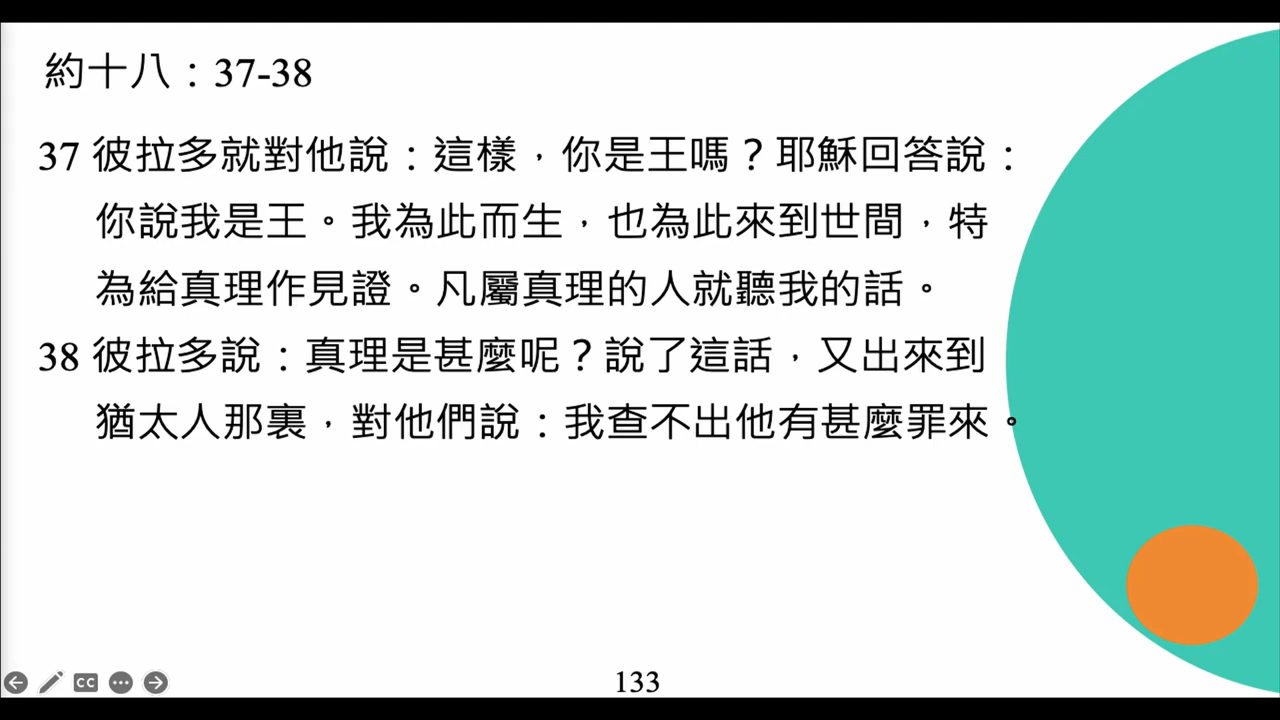 約十八：37-38
37 彼拉多就對他說：這樣，你是王嗎？耶穌回答說：
你說我是王。我為此而生，也為此來到世間，特
為給真理作見證。凡屬真理的人就聽我的話。
38 彼拉多說：真理是甚麼呢？說了這話，又出來到
猶太人那裏，對他們說：我查不出他有甚麼罪來。
CC
133